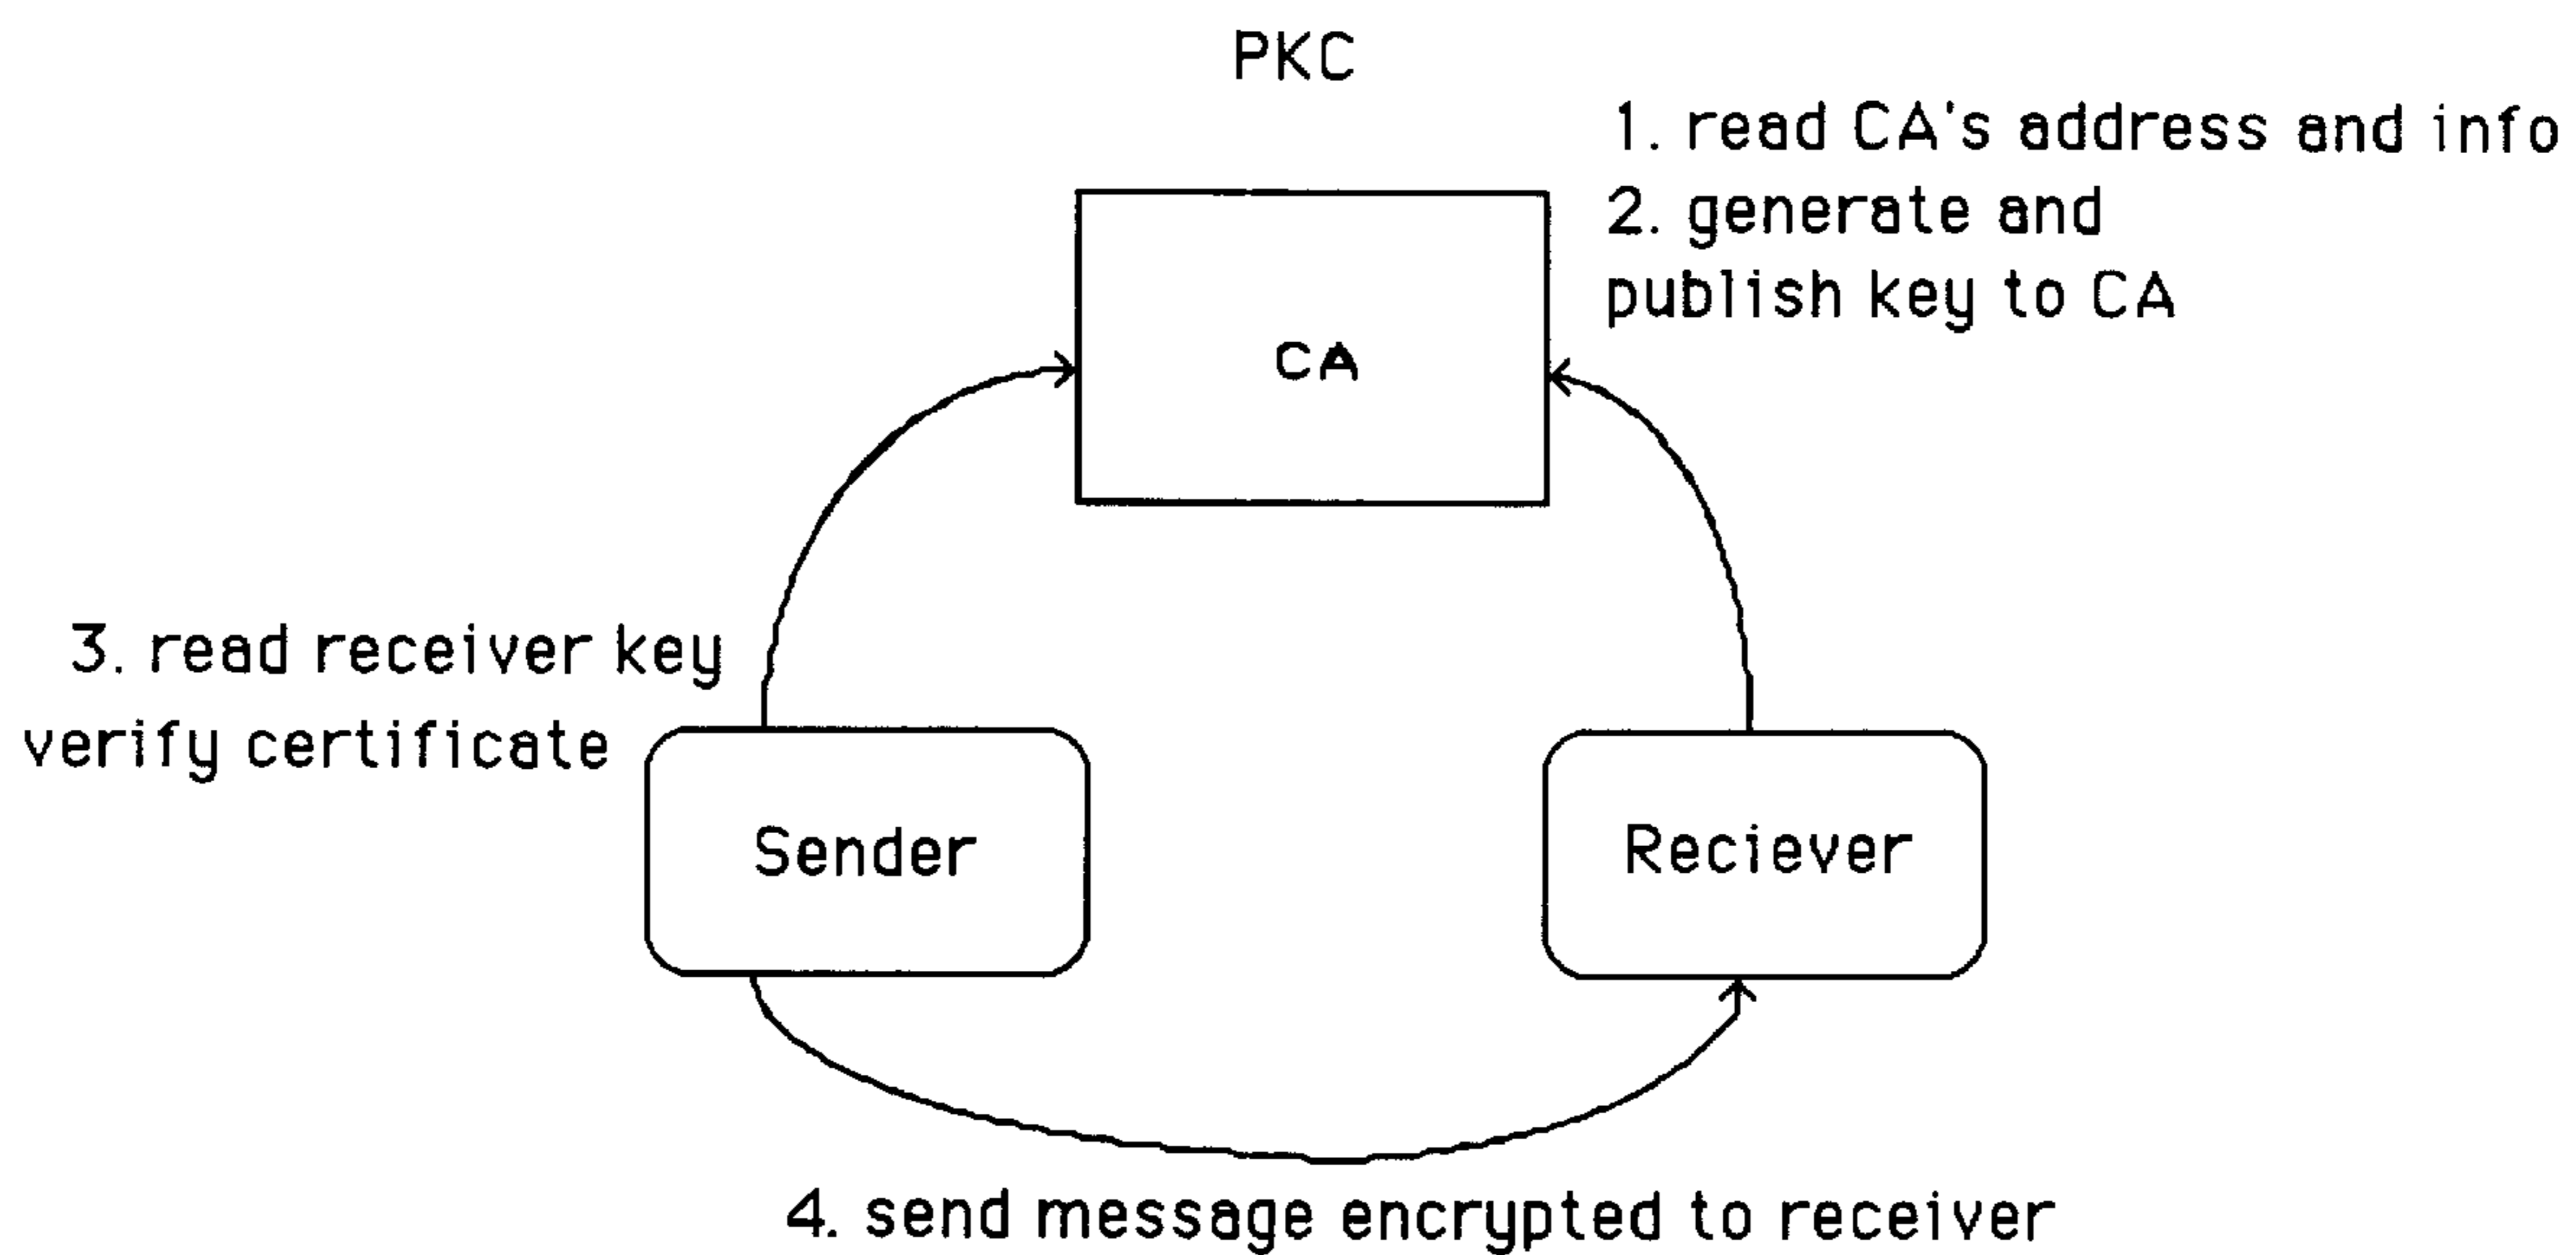 PKC
1. read CA's address and info
2. generate and
publish key to CA
CA
3. read receiver key
verify certificate
Sender
Reciever
4. send message encrypted to receiver